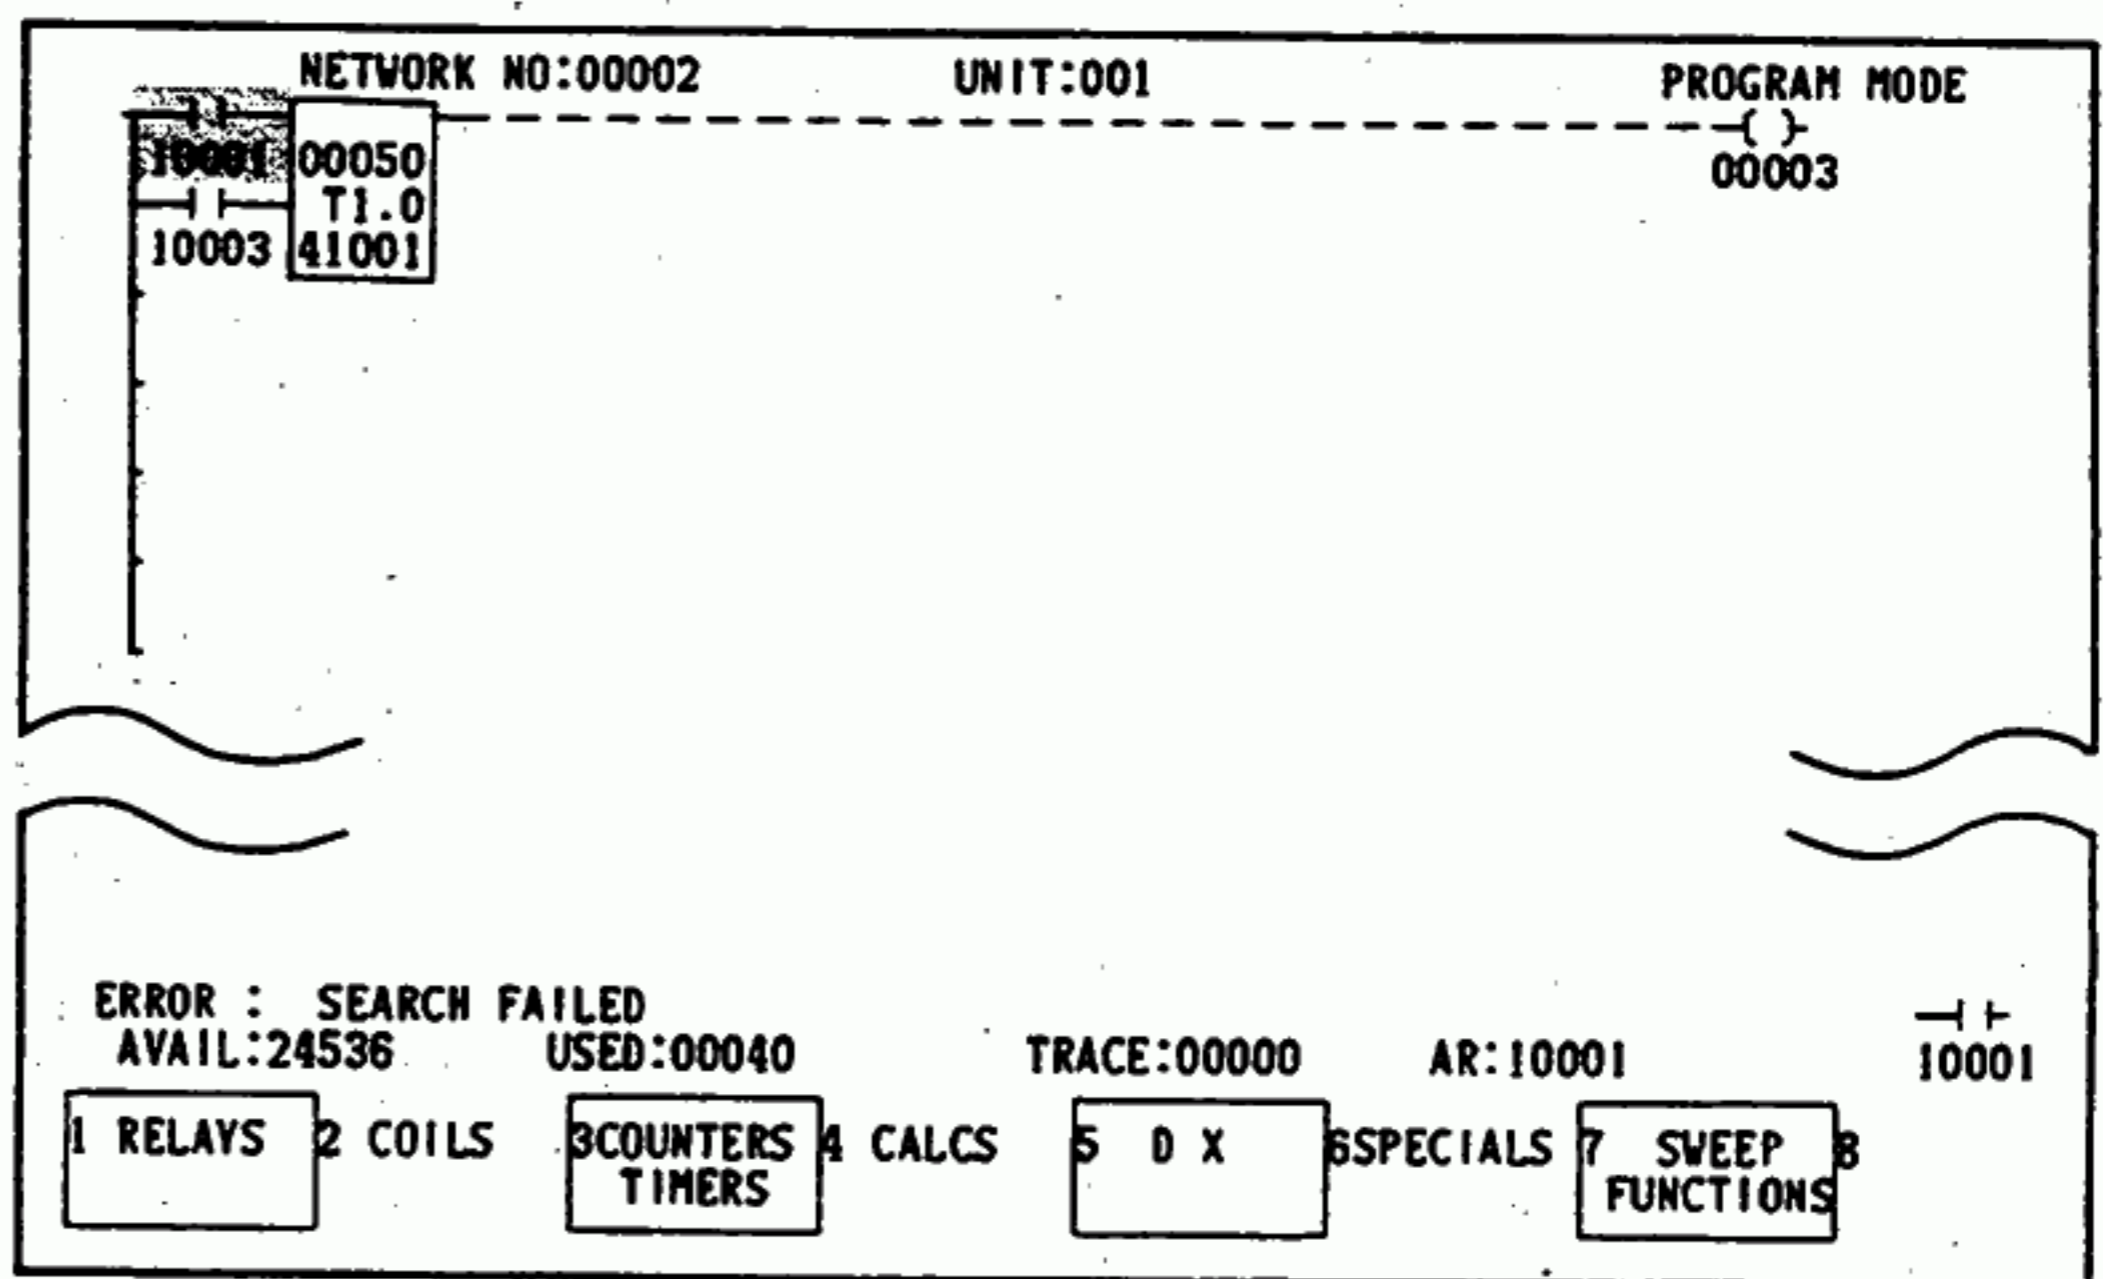 NETWORK NO:00002 UNIT:001 PROGRAM MODE
10001 00050 00003
T1.0
10003 41001
ERROR : SEARCH FAILED
AVAIL:24536 USED:00040 TRACE:00000 AR:10001 10001
1 RELAYS 2 COILS 3COUNTERS 4 CALCS 5 D X 6SPECIALS 7 SWEEP 8
TIMERS FUNCTIONS